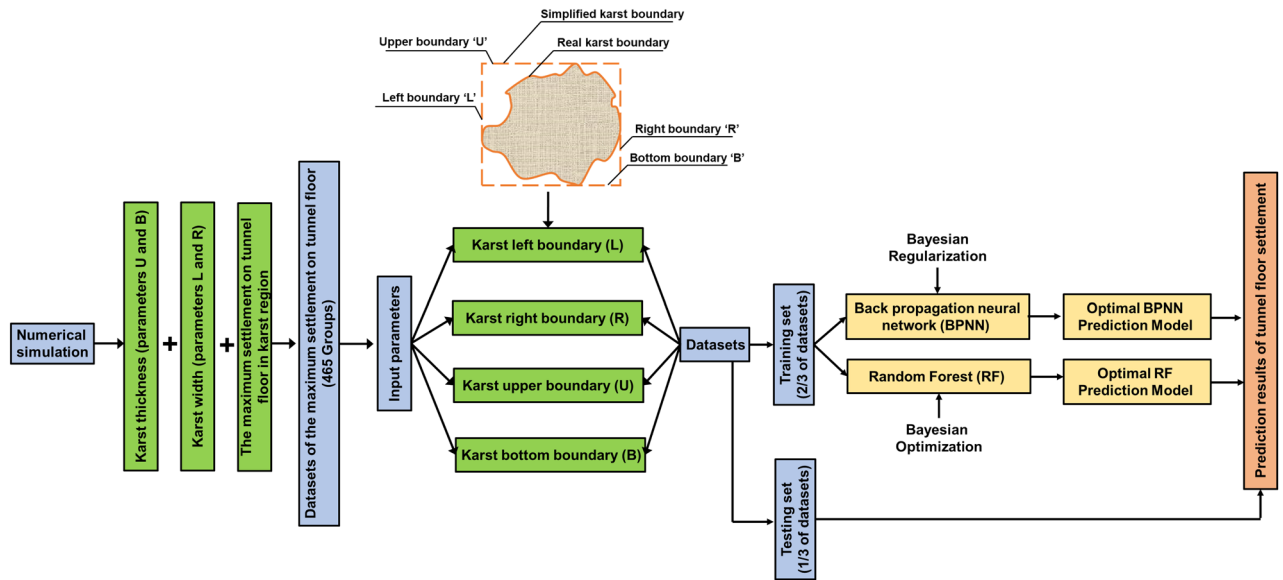 Simplified karst boundary
Upper boundary ‘U’
Real karst boundary
Left boundary ‘L’
Right boundary ‘R’
Bottom boundary ‘B’
Numerical
simulation
Karst thickness (parameters U and B)
+
Karst width (parameters L and R)
+
The maximum settlement on tunnel
floor in karst region
Datasets of the maximum settlement on tunnel floor
(465 Groups)
Input parameters
Karst left boundary (L)
Karst right boundary (R)
Karst upper boundary (U)
Karst bottom boundary (B)
Datasets
Training set
(2/3 of datasets)
Testing set
(1/3 of datasets)
Bayesian
Regularization
Back propagation neural
network (BPNN)
Optimal BPNN
Prediction Model
Random Forest (RF)
Optimal RF
Prediction Model
Bayesian
Optimization
Prediction results of tunnel floor settlement